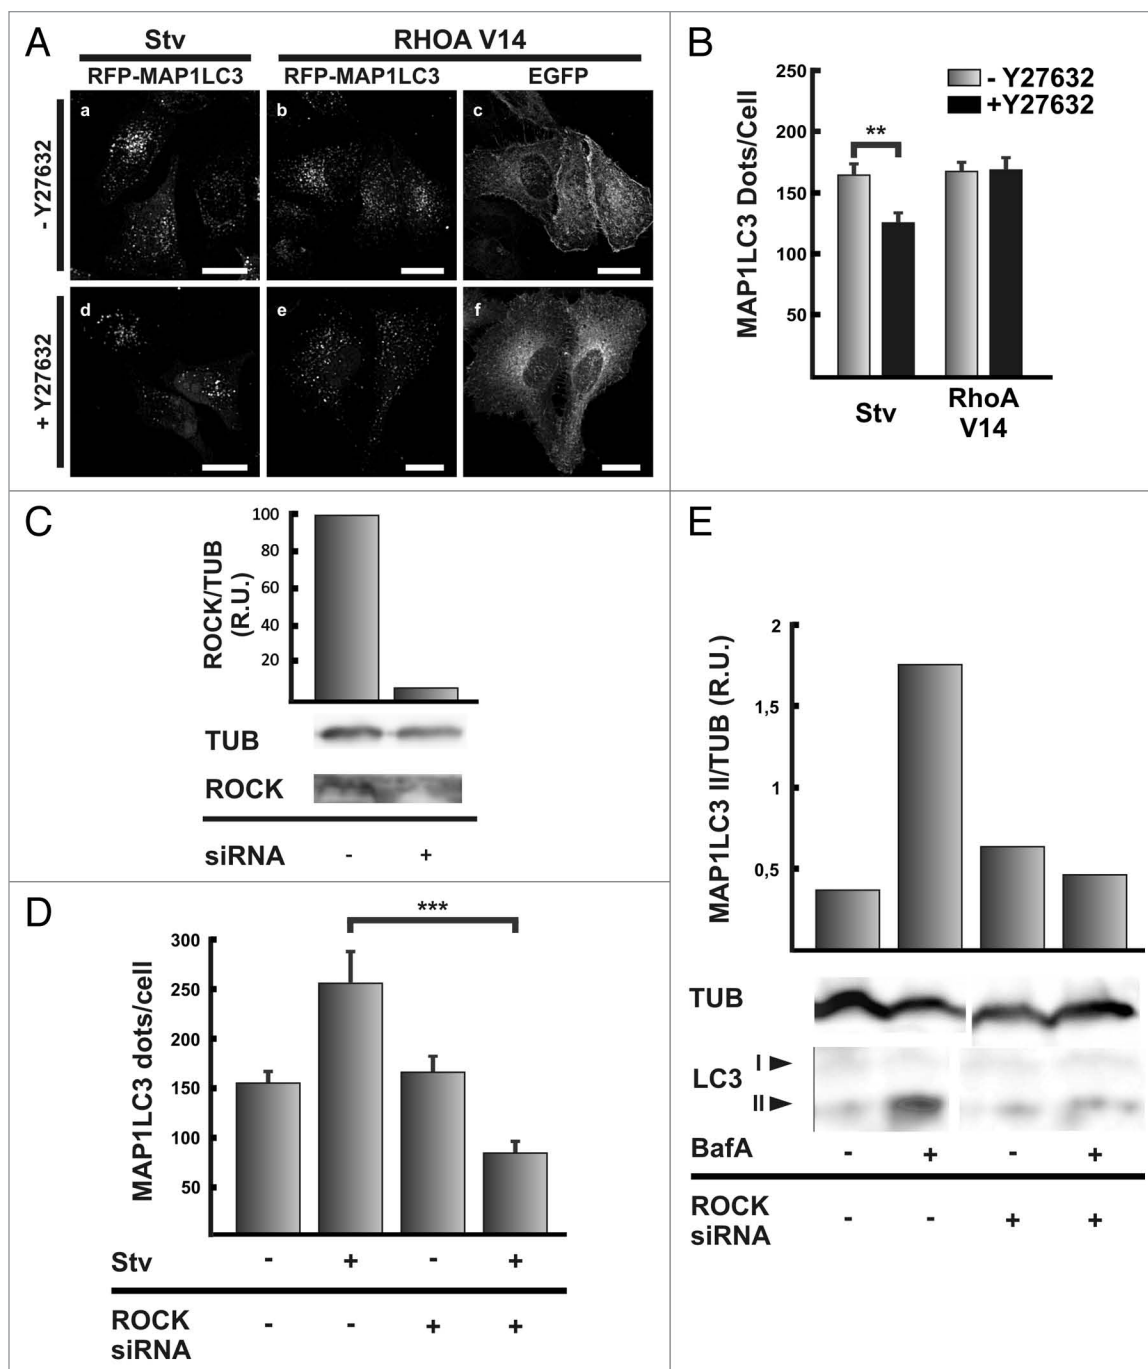 A
Stv
RHOA V14
RFP-MAP1LC3
RFP-MAP1LC3
EGFP
- Y27632
a
b
c
+ Y27632
d
e
f
B
- Y27632
+Y27632
MAP1LC3 Dots/Cell
250
200
150
100
50
**
Stv
RhoA
V14
C
ROCK/TUB
(R.U.)
100
80
60
40
20
TUB
ROCK
siRNA - +
D
MAP1LC3 dots/cell
300
250
200
150
100
50
***
Stv - + - +
ROCK
siRNA - - + +
E
MAP1LC3 II/TUB (R.U.)
2
1,5
1
0,5
TUB
LC3
I
II
BafA - + - +
ROCK
siRNA - - + +